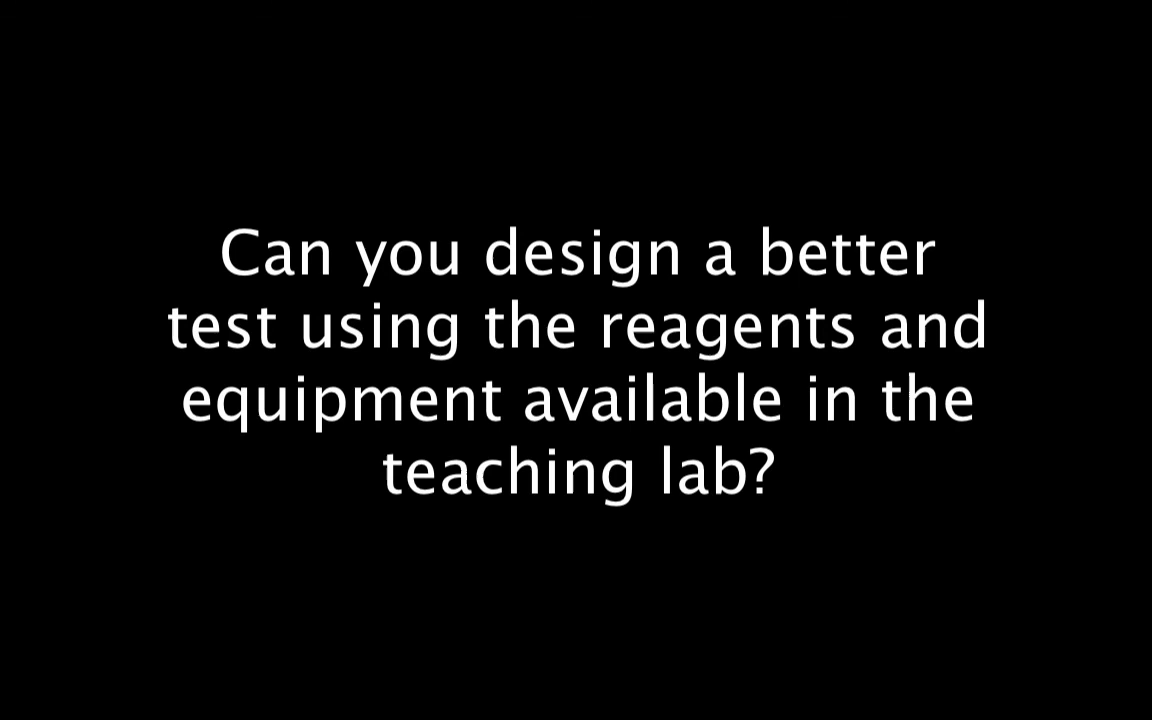 Can you design a better
test using the reagents and
equipment available in the
teaching lab?